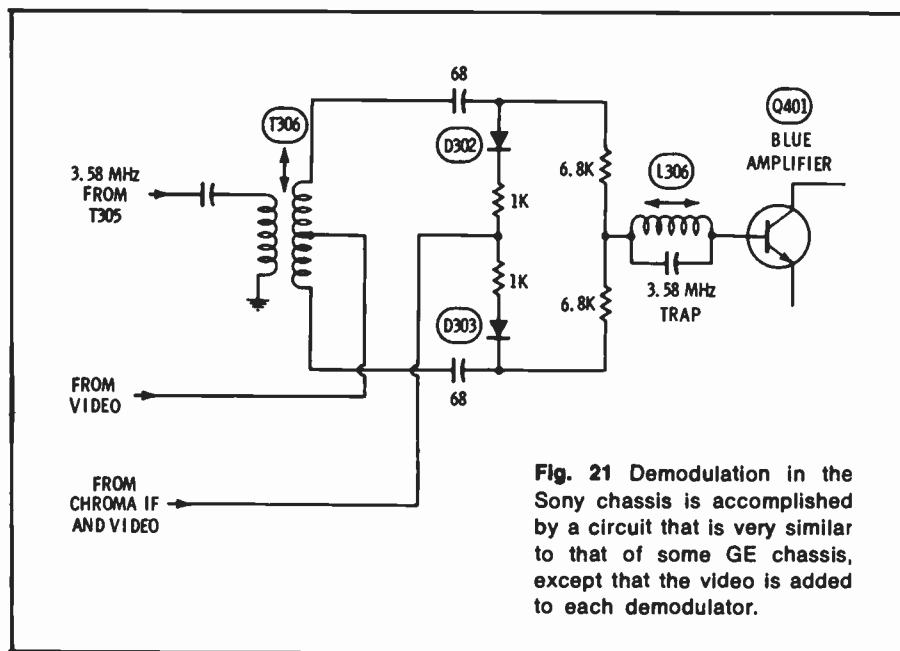 68
T306
D302
Q401
BLUE
AMPLIFIER
3.58 MHz
FROM
T305
6.8K
L306
1K
1K
6.8K
3.58 MHz
TRAP
D303
FROM
VIDEO
68
FROM
CHROMA IF
AND VIDEO
Fig. 21 Demodulation in the
Sony chassis is accomplished
by a circuit that is very similar
to that of some GE chassis,
except that the video is added
to each demodulator.